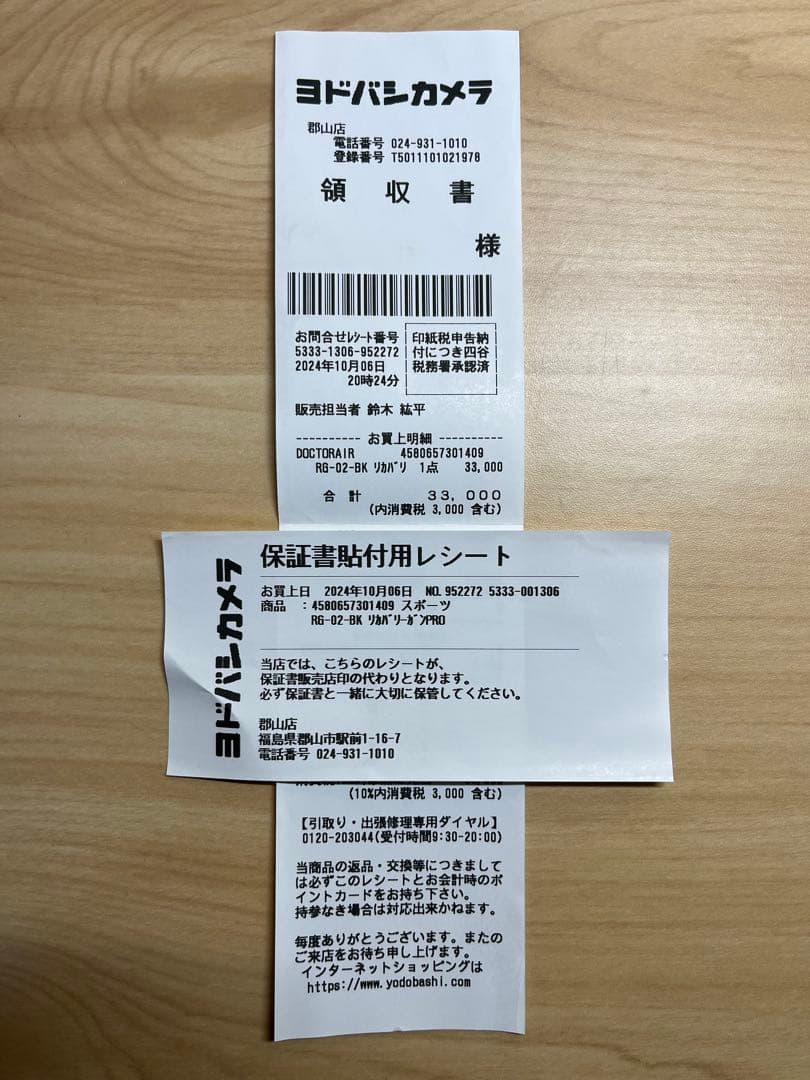 ヨドバシカメラ
郡山店
電話番号 024-931-1010
登録番号 T5011101021978
領 収 書
様
お問合せﾚｼｰﾄ番号
5333-1306-952272
2024年10月06日
20時24分
印紙税申告納
付につき四谷
税務署承認済
販売担当者 鈴木 紘平
---------- お買上明細 ----------
DOCTORAIR 4580657301409
RG-02-BK ﾘｶﾊﾞﾘ 1点 33,000
合 計 33,000
(内消費税 3,000 含む)
ヨドバシカメラ
保証書貼付用レシート
お買上日 2024年10月06日 NO.952272 5333-001306
商品 :4580657301409 スポーツ
RG-02-BK ﾘｶﾊﾞﾘｰｶﾞﾝPRO
当店では、こちらのレシートが、
保証書販売店印の代わりとなります。
必ず保証書と一緒に大切に保管してください。
郡山店
福島県郡山市駅前1-16-7
電話番号 024-931-1010
(10%内消費税 3,000 含む)
【引取り・出張修理専用ダイヤル】
0120-203044(受付時間9:30-20:00)
当商品の返品・交換等につきまして
は必ずこのレシートとお会計時のポ
イントカードをお持ち下さい。
持参なき場合は対応出来かねます。
毎度ありがとうございます。またの
ご来店をお待ち申し上げます。
インターネットショッピングは
https://www.yodobashi.com